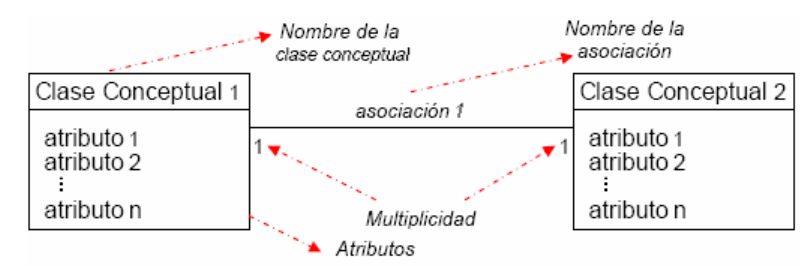 Nombre de la
clase conceptual
Nombre de la
asociación
Clase Conceptual 1
asociación 1
Clase Conceptual 2
atributo 1
atributo 2
⋮
atributo n
1
1
atributo 1
atributo 2
⋮
atributo n
Multiplicidad
Atributos